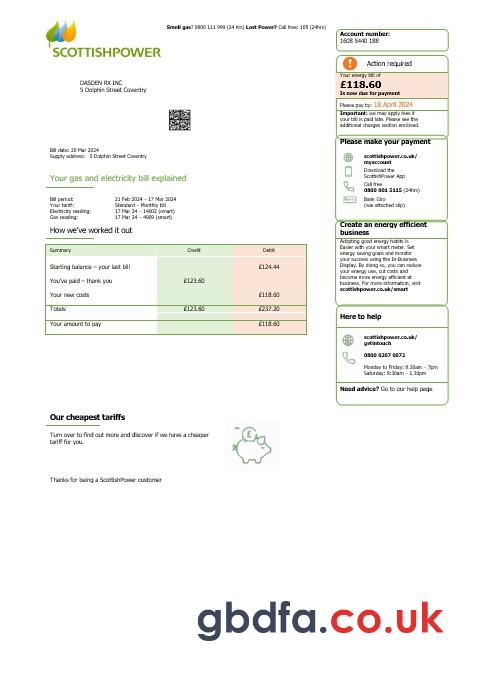 Smell gas? 0800 111 999 (24 hrs) Lost Power? Call free: 105 (24hrs)
SCOTTISHPOWER
DASDEN RX INC
5 Dolphin Street Coventry
Bill date: 20 Mar 2024
Supply address: 5 Dolphin Street Coventry
Your gas and electricity bill explained
Bill period: 21 Feb 2024 - 17 Mar 2024
Your tariff: Standard - Monthly bill
Electricity reading: 17 Mar 24 - 14002 (smart)
Gas reading: 17 Mar 24 - 4909 (smart)
How we've worked it out
Summary Credit Debit
Starting balance – your last bill £124.44
You've paid – thank you £123.60
Your new costs £118.60
Totals £123.60 £237.20
Your amount to pay £118.60
Our cheapest tariffs
Turn over to find out more and discover if we have a cheaper
tariff for you.
Thanks for being a ScottishPower customer
Account number:
1608 5440 188
Action required
Your energy bill of
£118.60
Is now due for payment
Please pay by: 18 April 2024
Important: we may apply fees if
your bill is paid late. Please see the
additional charges section enclosed.
Please make your payment
scottishpower.co.uk/
myaccount
Download the
ScottishPower App
Call free
0800 001 5115 (24hrs)
Bank Giro
(see attached slip)
Create an energy efficient
business
Adopting good energy habits is
Easier with your smart meter. Set
energy saving goals and monitor
your success using the In-Business
Display. By doing so, you can reduce
your energy use, cut costs and
become more energy efficient at
business. For more information, visit
scottishpower.co.uk/smart
Here to help
scottishpower.co.uk/
getintouch
0800 0207 0072
Monday to Friday: 8.30am – 7pm
Saturday: 8:30am – 1.30pm
Need advice? Go to our help page
gbdfa.co.uk